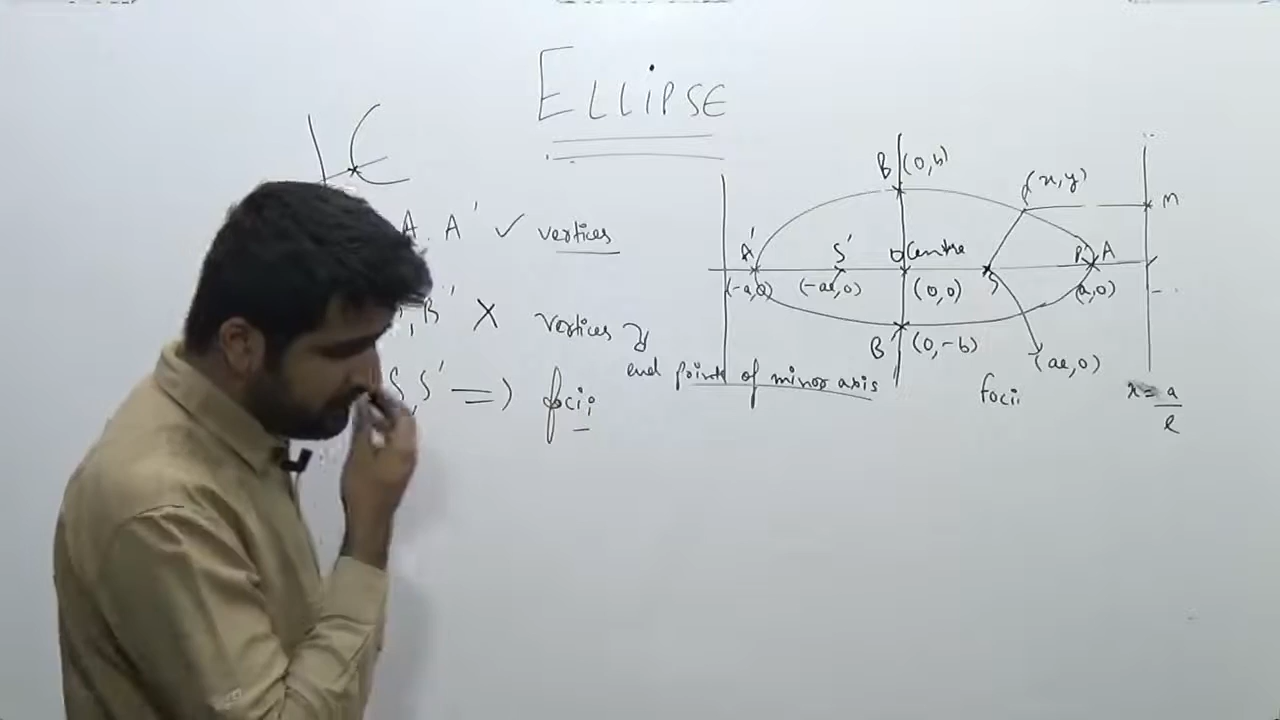 ELLIPSE
A, A' ✓ vertices
B' X vertices
end points of minor axis
S, S' => foci
B (0, b)
(x, y)
M
A' S' O Centre S P A
(-a, 0) (-ae, 0) (0, 0) (a, 0)
B' (0, -b)
(ae, 0)
focii
x = a
e